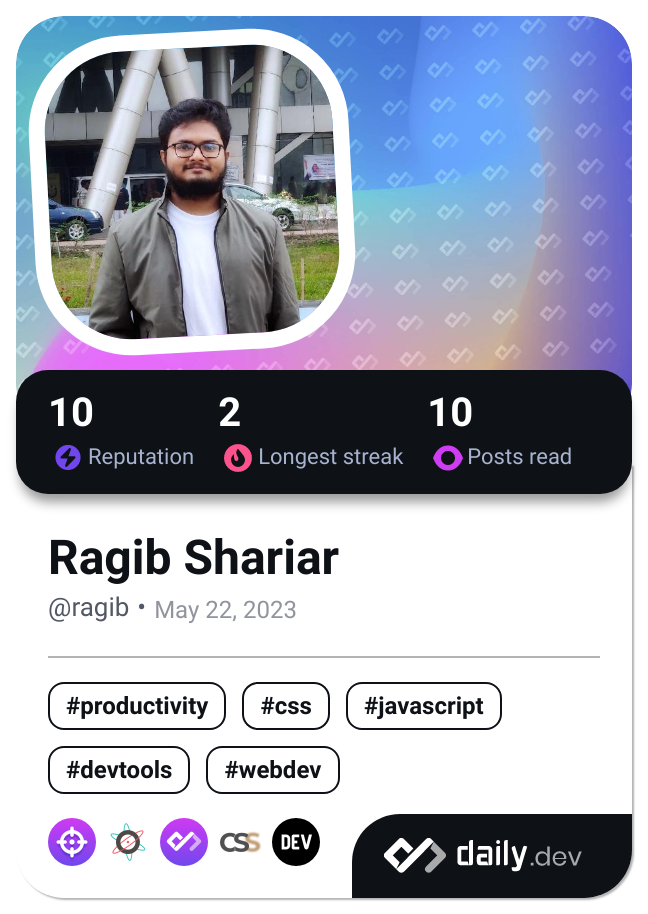 10 2 10
Reputation Longest streak Posts read
Ragib Shariar
@ragib • May 22, 2023
#productivity #css #javascript
#devtools #webdev
CSS DEV
daily.dev